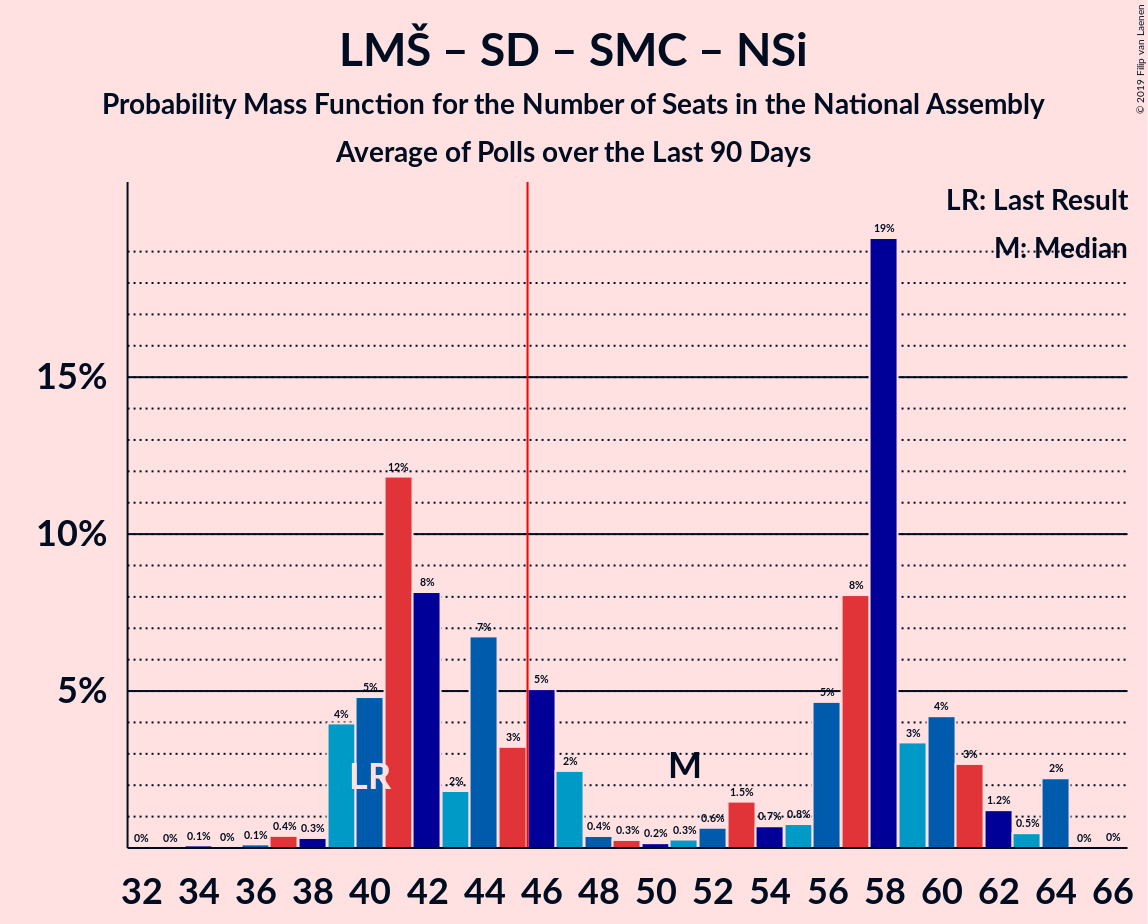 LMŠ – SD – SMC – NSi
Probability Mass Function for the Number of Seats in the National Assembly
Average of Polls over the Last 90 Days
© 2019 Filip van Laenen
LR: Last Result
M: Median
15%
10%
5%
0% 0% 0.1% 0% 0.1% 0.4% 0.3% 4% 5% 12% 8% 2% 7% 3% 5% 2% 0.4% 0.3% 0.2% 0.3% 0.6% 1.5% 0.7% 0.8% 5% 8% 19% 3% 4% 3% 1.2% 0.5% 2% 0% 0%
LR
M
32 34 36 38 40 42 44 46 48 50 52 54 56 58 60 62 64 66